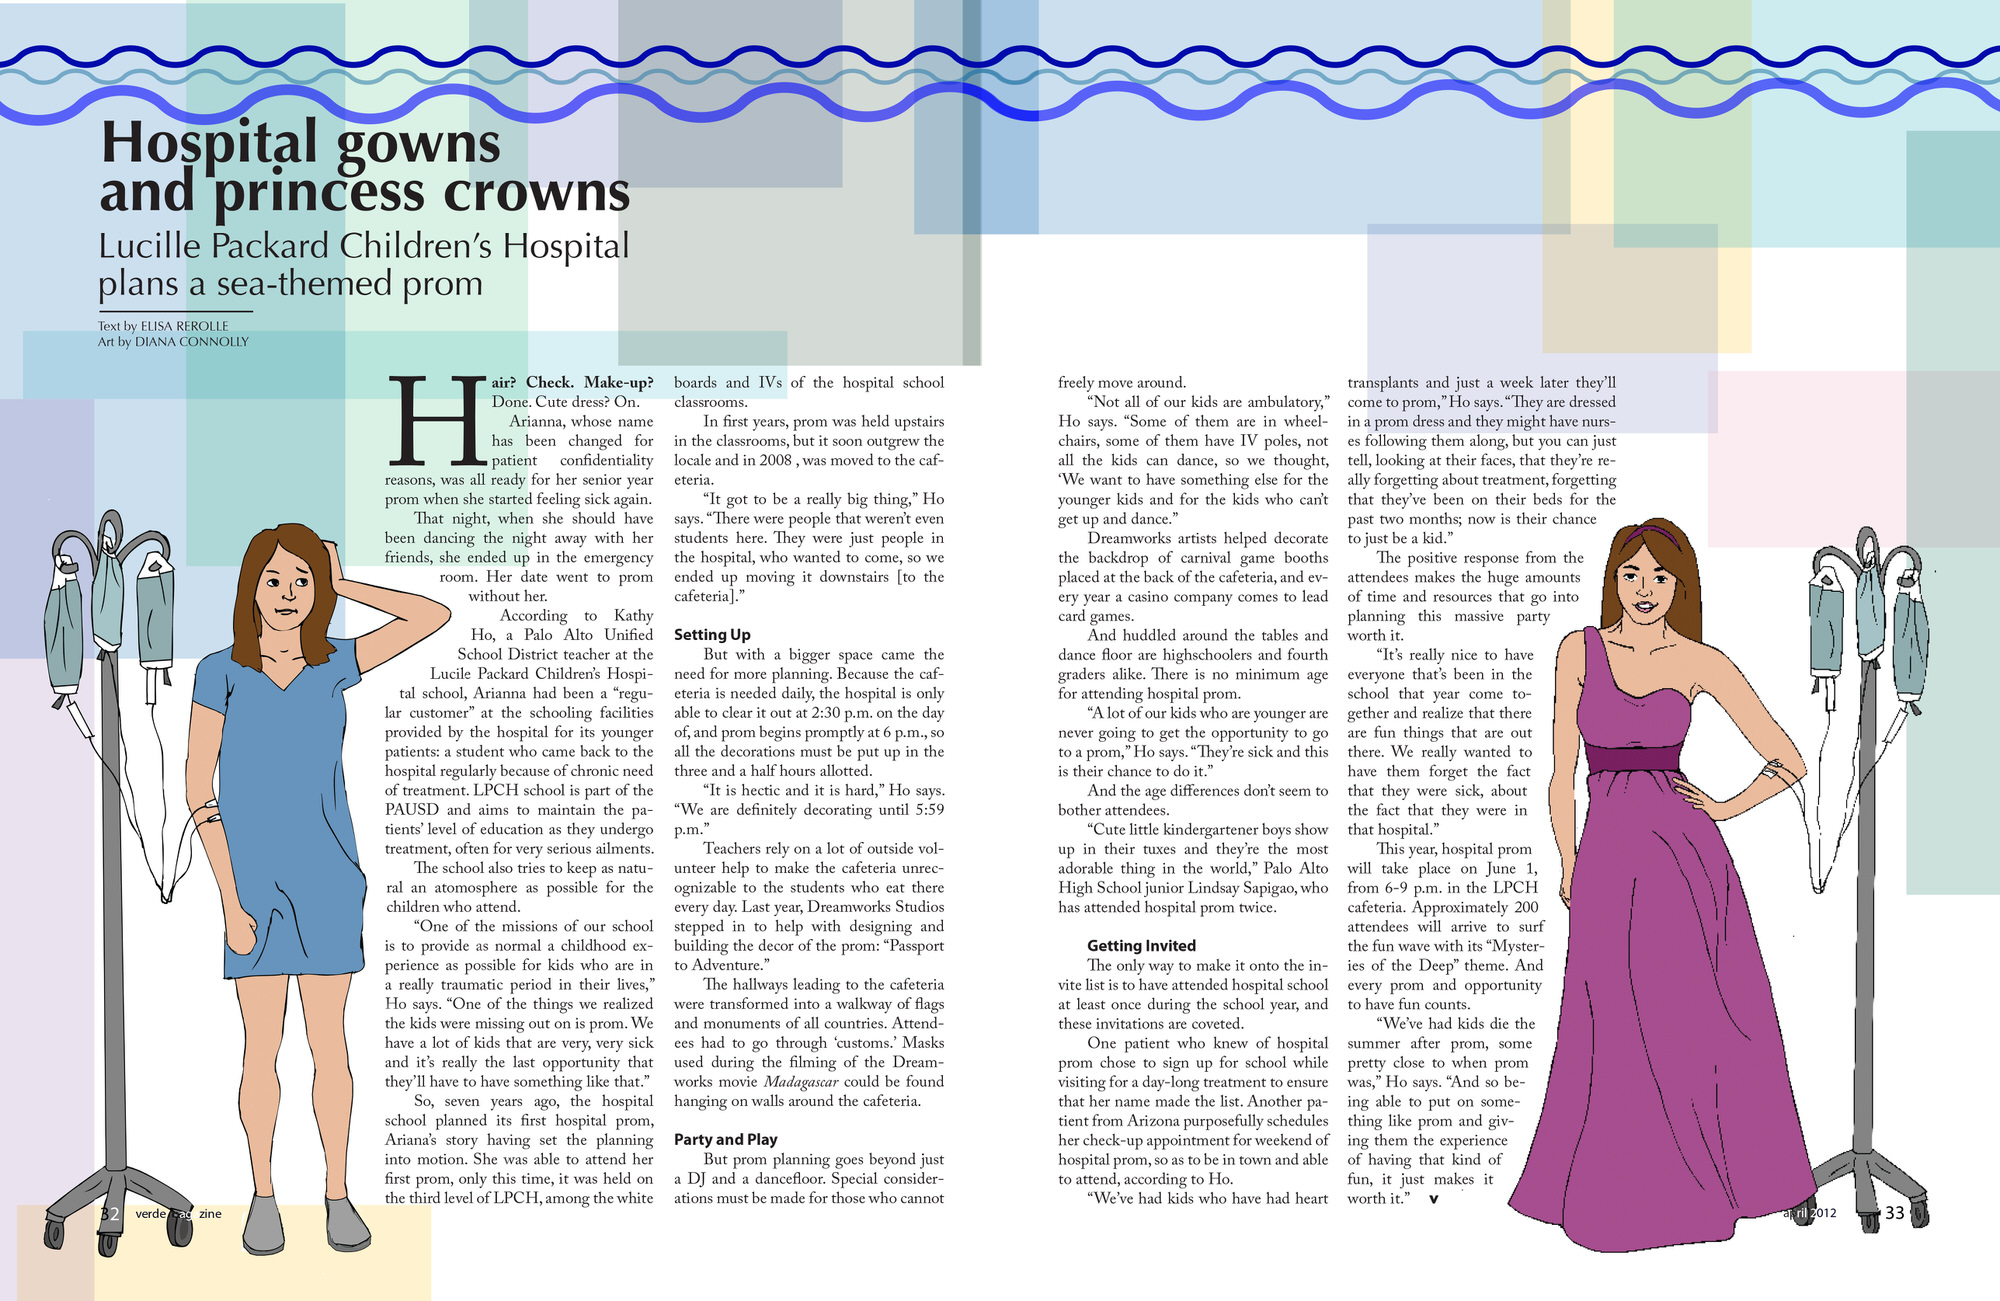 Hospital gowns
and princess crowns
Lucille Packard Children's Hospital
plans a sea-themed prom
Text by ELISA REROLLE
Art by DIANA CONNOLLY
Hair? Check. Make-up?
Done. Cute dress? On.
Arianna, whose name
has been changed for
patient confidentiality
reasons, was all ready for her senior year
prom when she started feeling sick again.
That night, when she should have
been dancing the night away with her
friends, she ended up in the emergency
room. Her date went to prom
without her.
According to Kathy
Ho, a Palo Alto Unified
School District teacher at the
Lucile Packard Children's Hospi-
tal school, Arianna had been a “regu-
lar customer” at the schooling facilities
provided by the hospital for its younger
patients: a student who came back to the
hospital regularly because of chronic need
of treatment. LPCH school is part of the
PAUSD and aims to maintain the pa-
tients' level of education as they undergo
treatment, often for very serious ailments.
The school also tries to keep as natu-
ral an atomosphere as possible for the
children who attend.
“One of the missions of our school
is to provide as normal a childhood ex-
perience as possible for kids who are in
a really traumatic period in their lives,”
Ho says. “One of the things we realized
the kids were missing out on is prom. We
have a lot of kids that are very, very sick
and it's really the last opportunity that
they'll have to have something like that.”
So, seven years ago, the hospital
school planned its first hospital prom,
Ariana's story having set the planning
into motion. She was able to attend her
first prom, only this time, it was held on
the third level of LPCH, among the white
boards and IVs of the hospital school
classrooms.
In first years, prom was held upstairs
in the classrooms, but it soon outgrew the
locale and in 2008 , was moved to the caf-
eteria.
“It got to be a really big thing,” Ho
says. “There were people that weren't even
students here. They were just people in
the hospital, who wanted to come, so we
ended up moving it downstairs [to the
cafeteria].”
Setting Up
But with a bigger space came the
need for more planning. Because the caf-
eteria is needed daily, the hospital is only
able to clear it out at 2:30 p.m. on the day
of, and prom begins promptly at 6 p.m., so
all the decorations must be put up in the
three and a half hours allotted.
“It is hectic and it is hard,” Ho says.
“We are definitely decorating until 5:59
p.m.”
Teachers rely on a lot of outside vol-
unteer help to make the cafeteria unrec-
ognizable to the students who eat there
every day. Last year, Dreamworks Studios
stepped in to help with designing and
building the decor of the prom: “Passport
to Adventure.”
The hallways leading to the cafeteria
were transformed into a walkway of flags
and monuments of all countries. Attend-
ees had to go through ‘customs.’ Masks
used during the filming of the Dream-
works movie Madagascar could be found
hanging on walls around the cafeteria.
Party and Play
But prom planning goes beyond just
a DJ and a dancefloor. Special consider-
ations must be made for those who cannot
freely move around.
“Not all of our kids are ambulatory,”
Ho says. “Some of them are in wheel-
chairs, some of them have IV poles, not
all the kids can dance, so we thought,
‘We want to have something else for the
younger kids and for the kids who can't
get up and dance.”
Dreamworks artists helped decorate
the backdrop of carnival game booths
placed at the back of the cafeteria, and ev-
ery year a casino company comes to lead
card games.
And huddled around the tables and
dance floor are highschoolers and fourth
graders alike. There is no minimum age
for attending hospital prom.
“A lot of our kids who are younger are
never going to get the opportunity to go
to a prom,” Ho says. “They're sick and this
is their chance to do it.”
And the age differences don't seem to
bother attendees.
“Cute little kindergartener boys show
up in their tuxes and they're the most
adorable thing in the world,” Palo Alto
High School junior Lindsay Sapigao, who
has attended hospital prom twice.
Getting Invited
The only way to make it onto the in-
vite list is to have attended hospital school
at least once during the school year, and
these invitations are coveted.
One patient who knew of hospital
prom chose to sign up for school while
visiting for a day-long treatment to ensure
that her name made the list. Another pa-
tient from Arizona purposefully schedules
her check-up appointment for weekend of
hospital prom, so as to be in town and able
to attend, according to Ho.
“We've had kids who have had heart
transplants and just a week later they'll
come to prom,” Ho says. “They are dressed
in a prom dress and they might have nurs-
es following them along, but you can just
tell, looking at their faces, that they're re-
ally forgetting about treatment, forgetting
that they've been on their beds for the
past two months; now is their chance
to just be a kid.”
The positive response from the
attendees makes the huge amounts
of time and resources that go into
planning this massive party
worth it.
“It's really nice to have
everyone that's been in the
school that year come to-
gether and realize that there
are fun things that are out
there. We really wanted to
have them forget the fact
that they were sick, about
the fact that they were in
that hospital.”
This year, hospital prom
will take place on June 1,
from 6-9 p.m. in the LPCH
cafeteria. Approximately 200
attendees will arrive to surf
the fun wave with its “Myster-
ies of the Deep” theme. And
every prom and opportunity
to have fun counts.
“We've had kids die the
summer after prom, some
pretty close to when prom
was,” Ho says. “And so be-
ing able to put on some-
thing like prom and giv-
ing them the experience
of having that kind of
fun, it just makes it
worth it.” v
32 verde magazine
april 2012 33